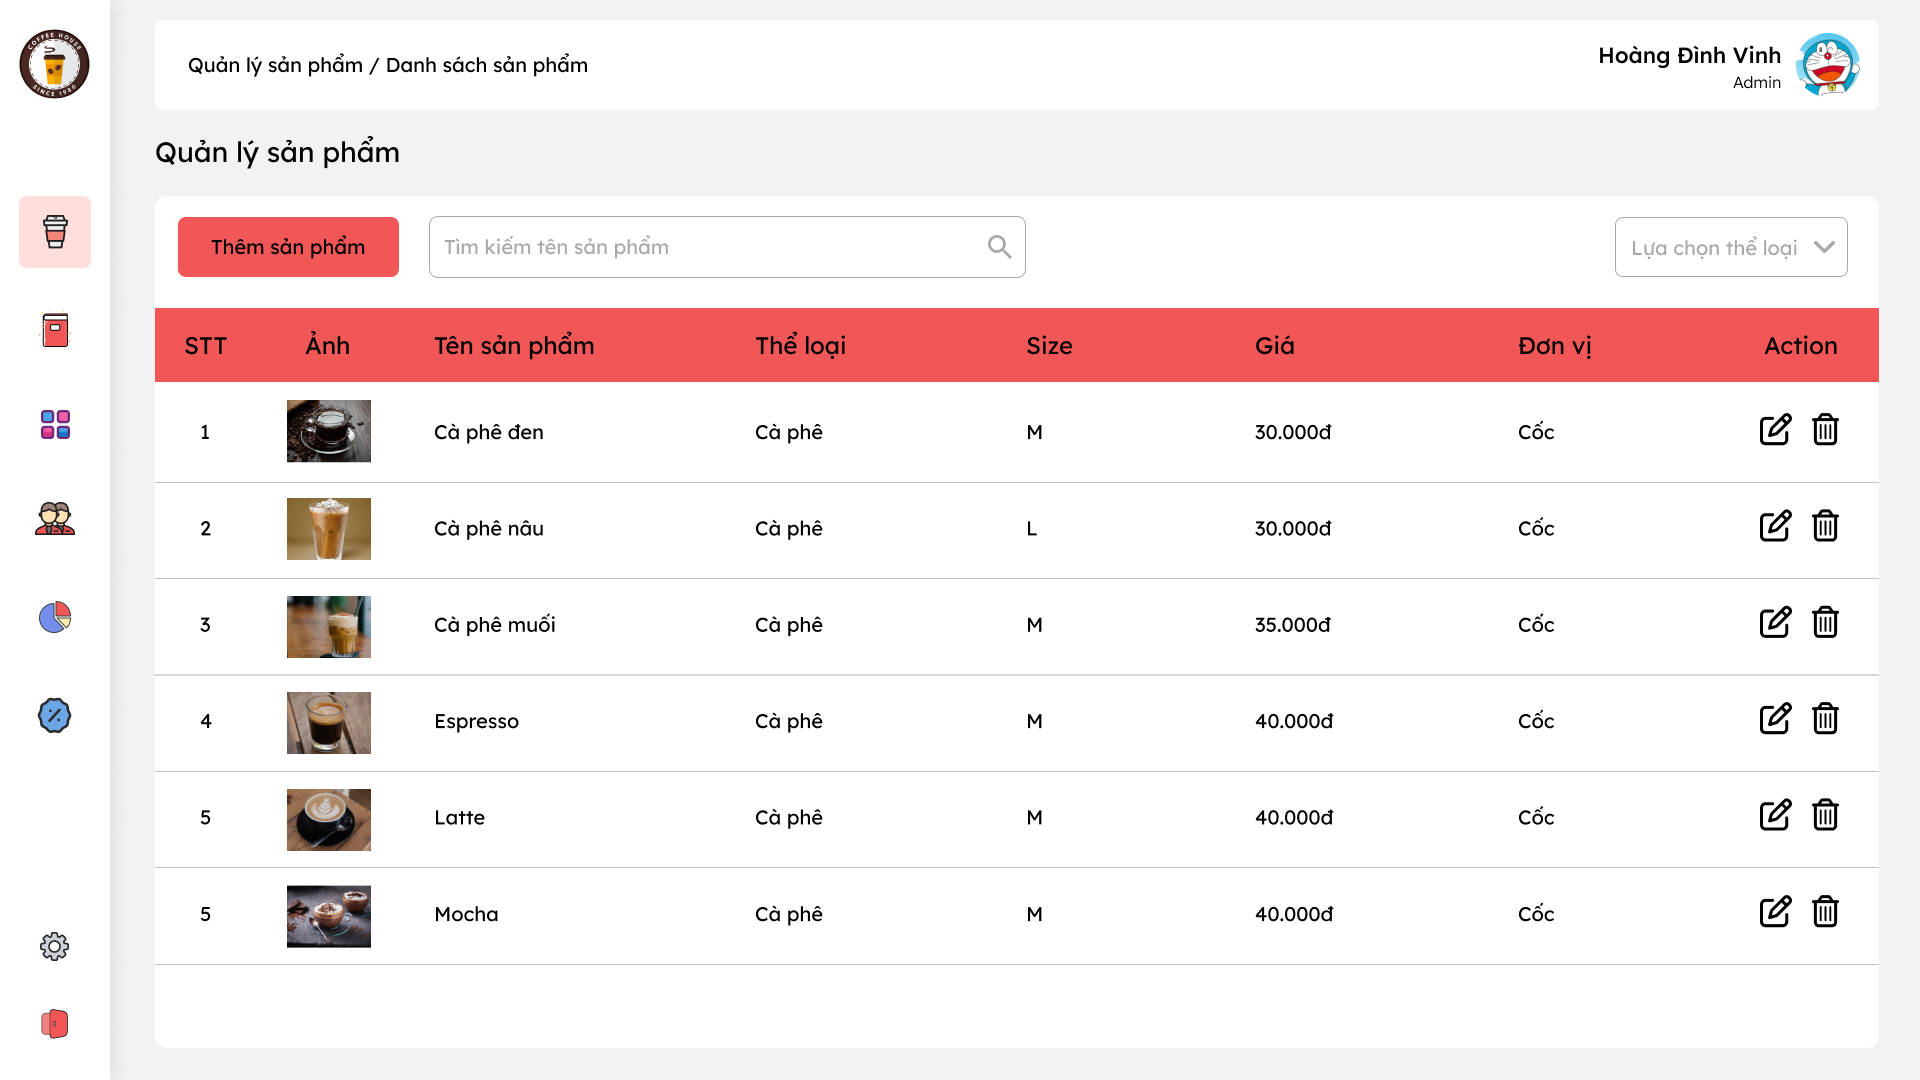 COFFEE HOUSE
SINCE 1980
Quản lý sản phẩm / Danh sách sản phẩm
Hoàng Đình Vinh
Admin
Quản lý sản phẩm
Thêm sản phẩm
Tìm kiếm tên sản phẩm
Lựa chọn thể loại
STT Ảnh Tên sản phẩm Thể loại Size Giá Đơn vị Action
1 Cà phê đen Cà phê M 30.000đ Cốc
2 Cà phê nâu Cà phê L 30.000đ Cốc
3 Cà phê muối Cà phê M 35.000đ Cốc
4 Espresso Cà phê M 40.000đ Cốc
5 Latte Cà phê M 40.000đ Cốc
5 Mocha Cà phê M 40.000đ Cốc